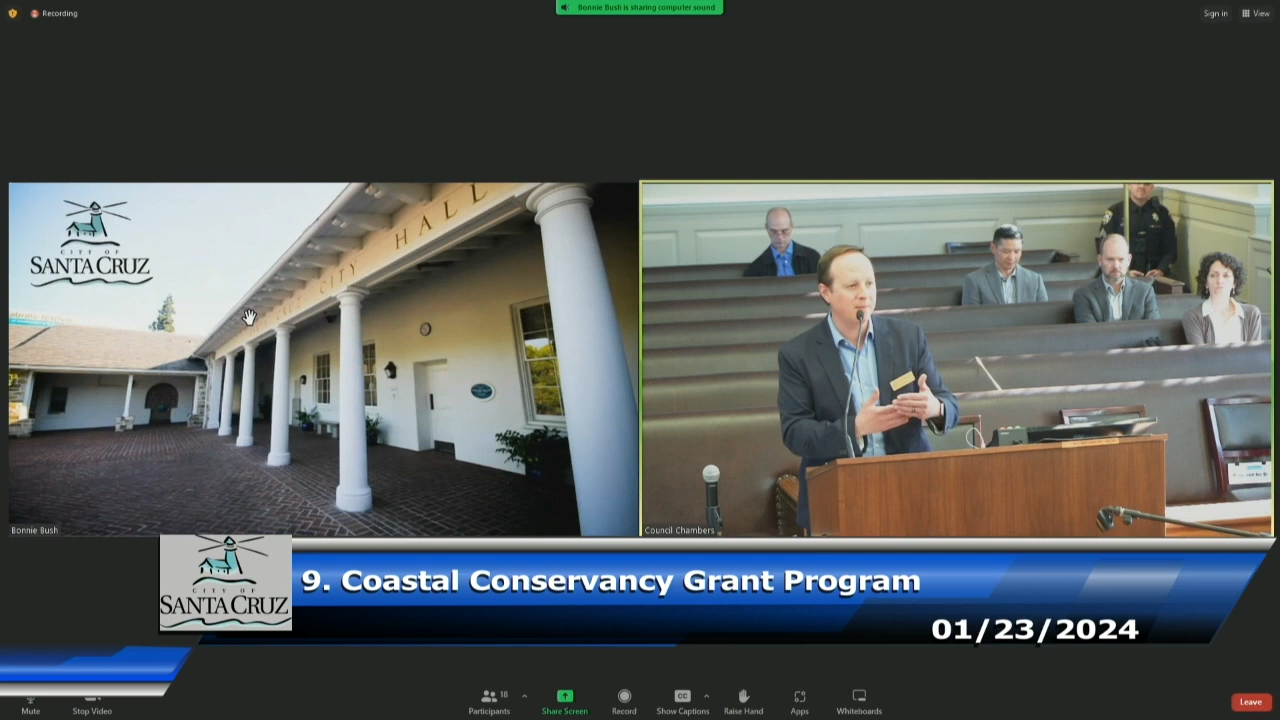 Recording
Bonnie Bush is sharing computer sound
Sign in
View
CITY OF
SANTA CRUZ
CITY HALL
Bonnie Bush
Council Chambers
CITY OF
SANTA CRUZ
9. Coastal Conservancy Grant Program
01/23/2024
Mute
Stop Video
Participants
18
Share Screen
Record
CC
Show Captions
Raise Hand
Apps
Whiteboards
Leave